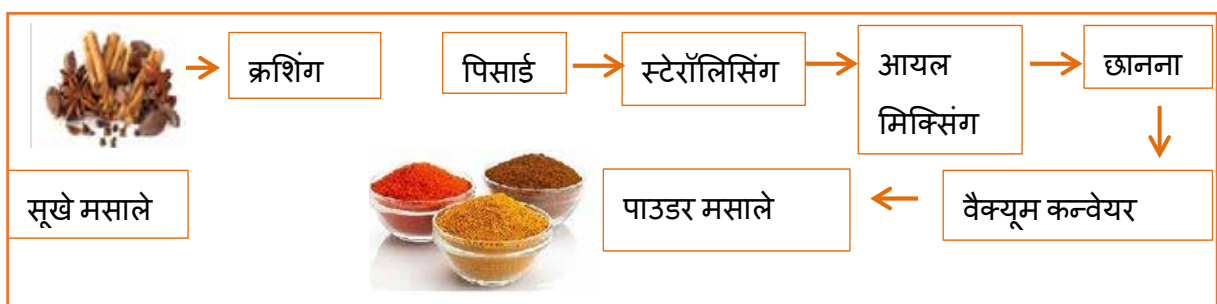 क्रशिंग
पिसाई
स्टेरॉलिसिंग
आयल
मिक्सिंग
छानना
सूखे मसाले
पाउडर मसाले
वैक्यूम कन्वेयर